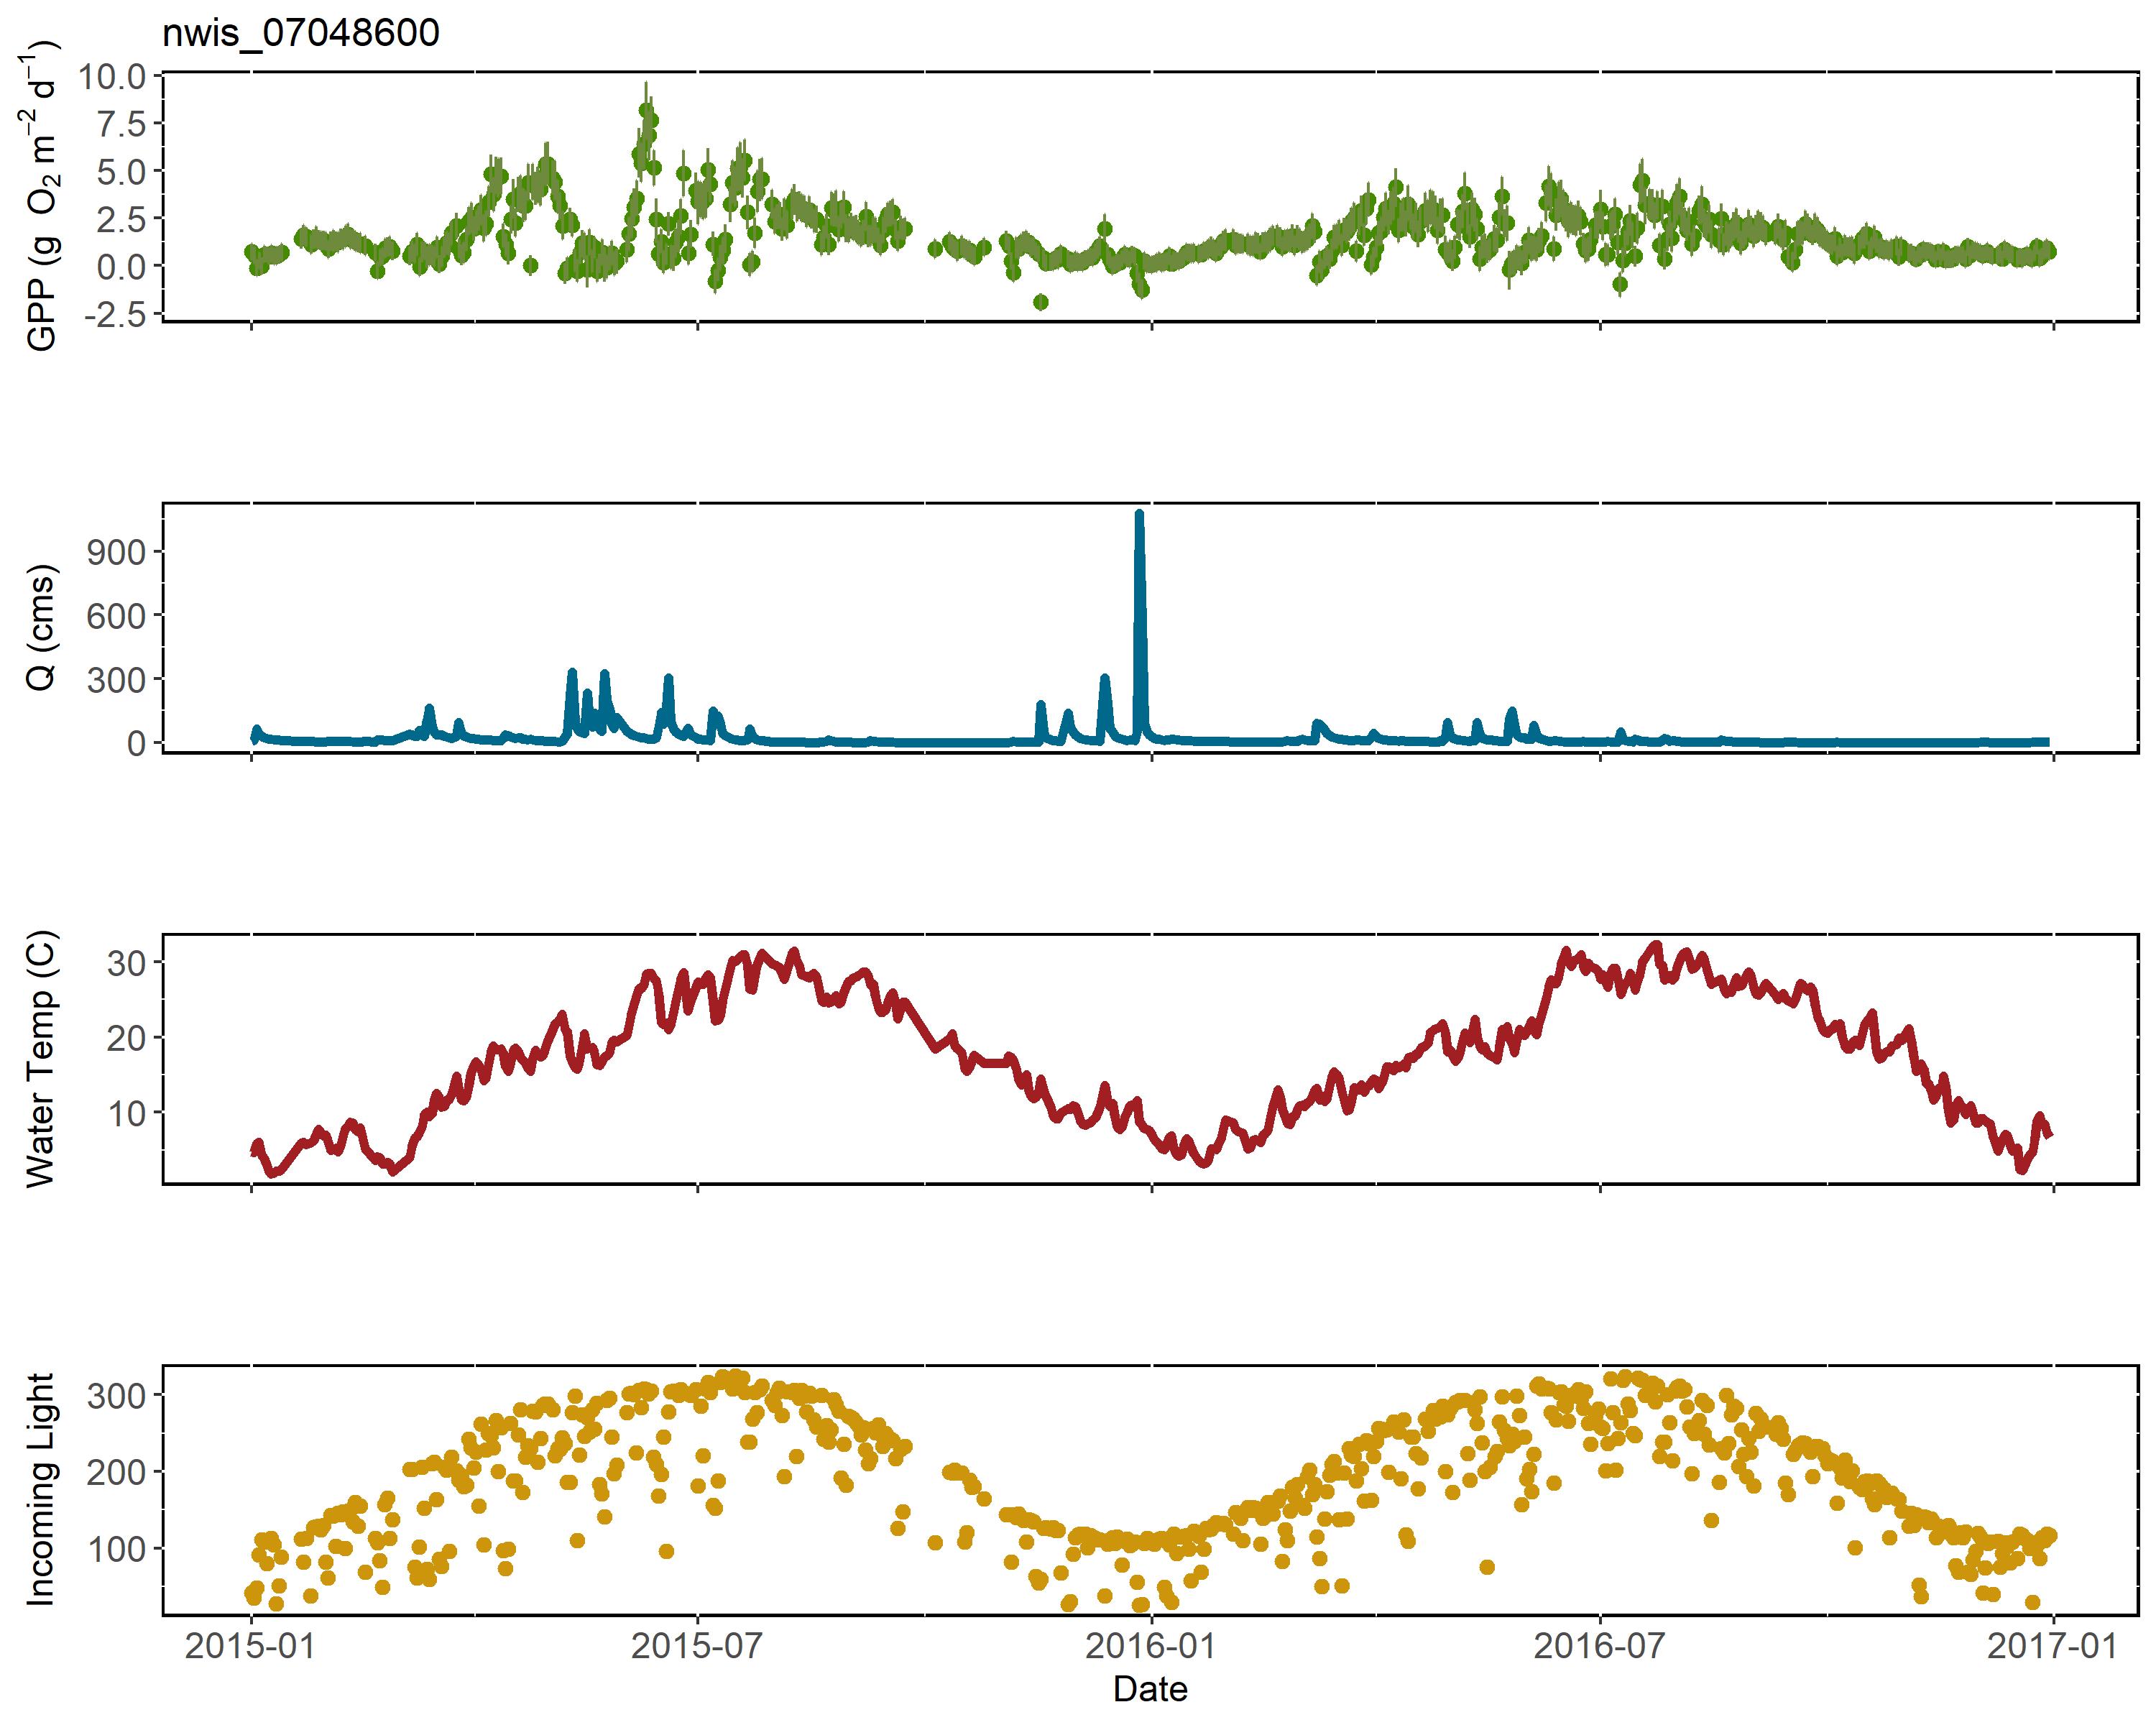 nwis_07048600
GPP (g O₂ m⁻² d⁻¹)
10.0
7.5
5.0
2.5
0.0
-2.5
Q (cms)
900
600
300
0
Water Temp (C)
30
20
10
Incoming Light
300
200
100
2015-01 2015-07 2016-01 2016-07 2017-01
Date